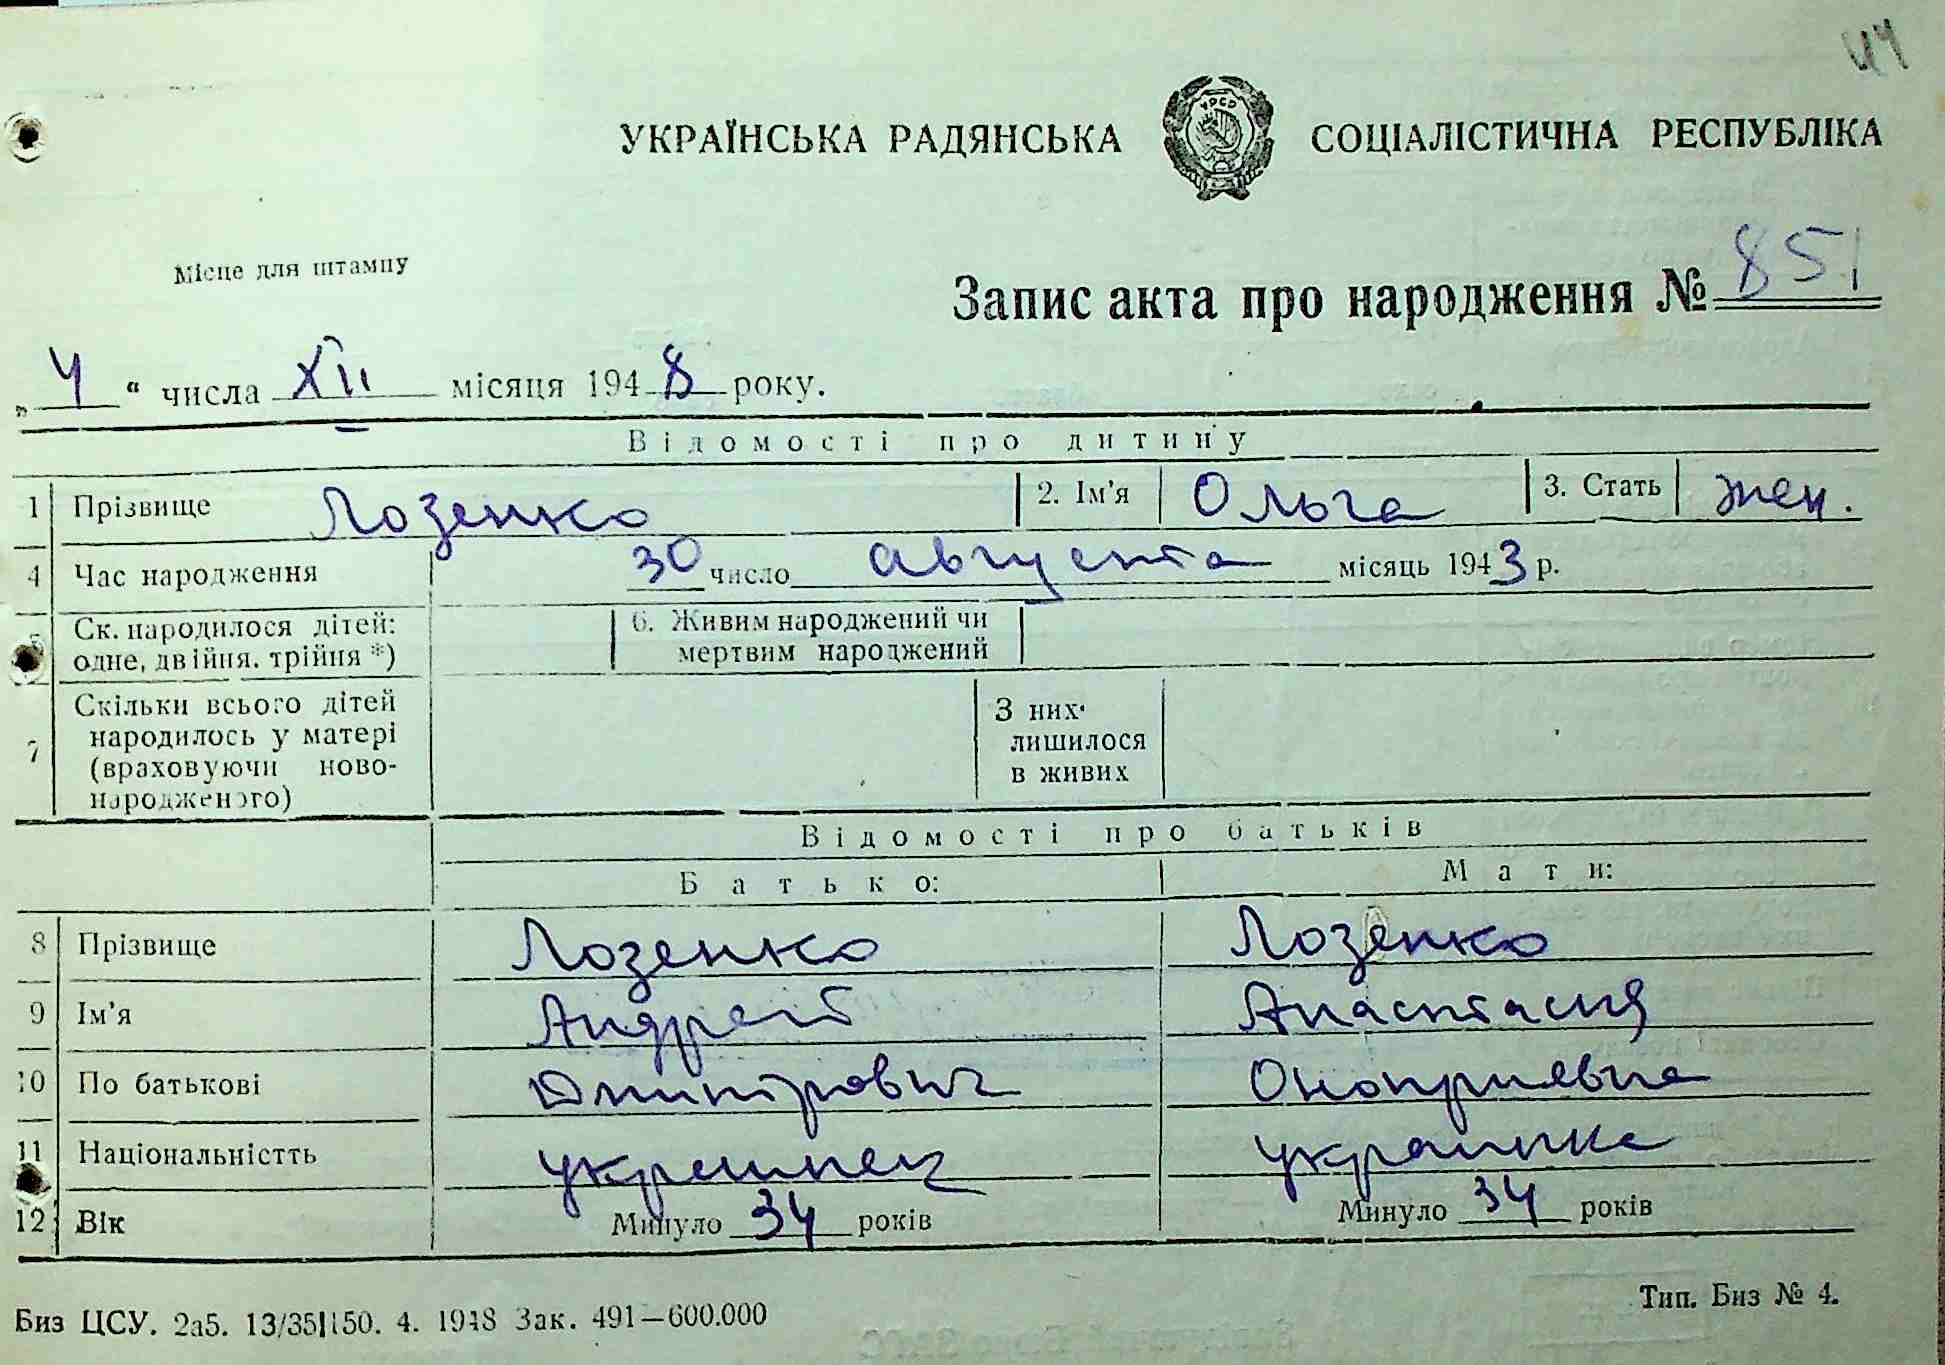 44
УКРАЇНСЬКА РАДЯНСЬКА УРСР СОЦІАЛІСТИЧНА РЕСПУБЛІКА
Місце для штампу
Запис акта про народження № 851
„ 4 “ числа XII місяця 1948 року.
Відомості про дитину
1 Прізвище Лозенко 2. Ім'я Ольга 3. Стать жен.
4 Час народження 30 число августа місяць 1943 р.
5 Ск. народилося дітей: одне, двійня. трійня *) 6. Живим народжений чи мертвим народжений
7 Скільки всього дітей народилось у матері (враховуючи ново-народженого) З них лишилося в живих
Відомості про батьків
Батько: Мати:
8 Прізвище Лозенко Лозенко
9 Ім'я Андрей Анастасия
10 По батькові Дмитрович Оноприевна
11 Національністть украинец украинка
12 Вік Минуло 34 років Минуло 34 років
Биз ЦСУ. 2а5. 13/35|150. 4. 1948 Зак. 491—600.000
Тип. Биз № 4.